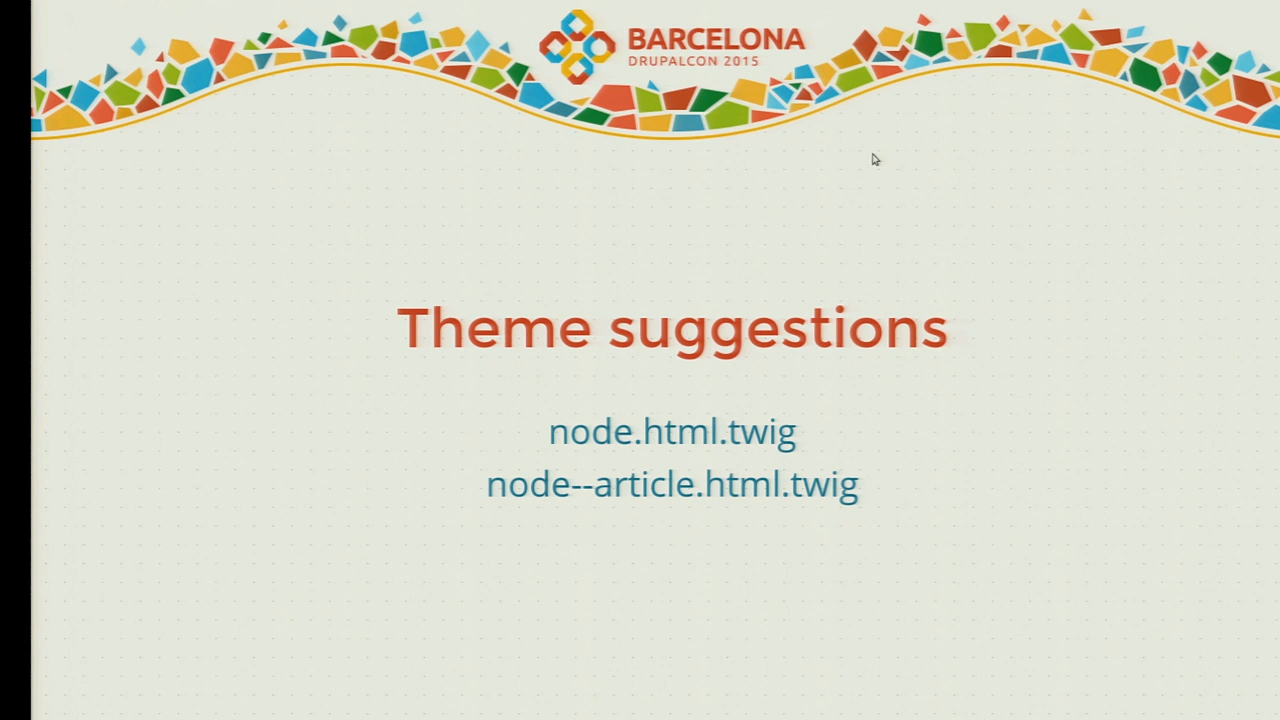 BARCELONA
DRUPALCON 2015
Theme suggestions
node.html.twig
node--article.html.twig